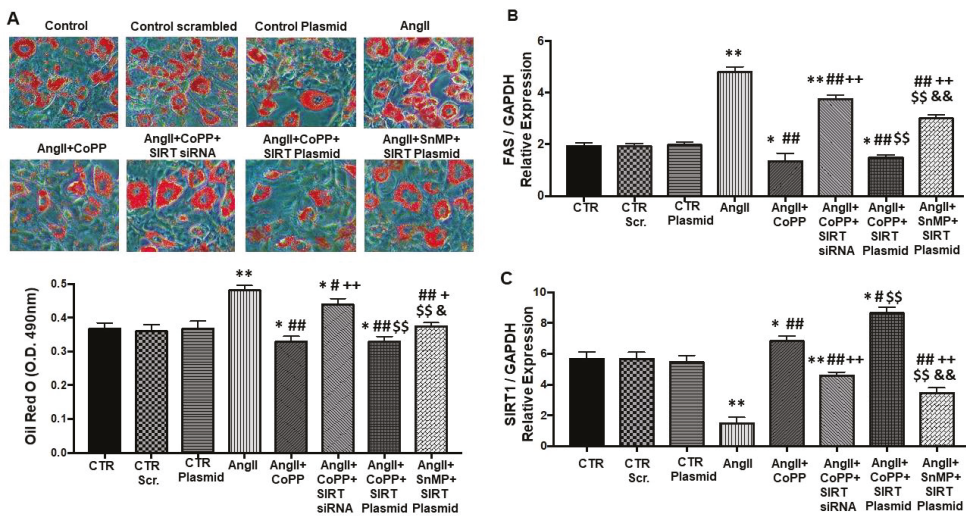 A
Control
Control scrambled
Control Plasmid
AngII
AngII+CoPP
AngII+CoPP+
SIRT siRNA
AngII+CoPP+
SIRT Plasmid
AngII+SnMP+
SIRT Plasmid
Oil Red O (O.D. 490nm)
0.5
0.4
0.3
0.2
0.1
0.0
**
* ##
* # ++
* ## $$
## +
$$ &
CTR
CTR
Scr.
CTR
Plasmid
AngII
AngII+
CoPP
AngII+
CoPP+
SIRT
siRNA
AngII+
CoPP+
SIRT
Plasmid
AngII+
SnMP+
SIRT
Plasmid
B
FAS / GAPDH
Relative Expression
6
4
2
0
**
* ##
** ## ++
* ## $$
## ++
$$ &&
CTR
CTR
Scr.
CTR
Plasmid
AngII
AngII+
CoPP
AngII+
CoPP+
SIRT
siRNA
AngII+
CoPP+
SIRT
Plasmid
AngII+
SnMP+
SIRT
Plasmid
C
SIRT1 / GAPDH
Relative Expression
10
8
6
4
2
0
**
* ##
** ## ++
* # $$
## ++
$$ &&
CTR
CTR
Scr.
CTR
Plasmid
AngII
AngII+
CoPP
AngII+
CoPP+
SIRT
siRNA
AngII+
CoPP+
SIRT
Plasmid
AngII+
SnMP+
SIRT
Plasmid